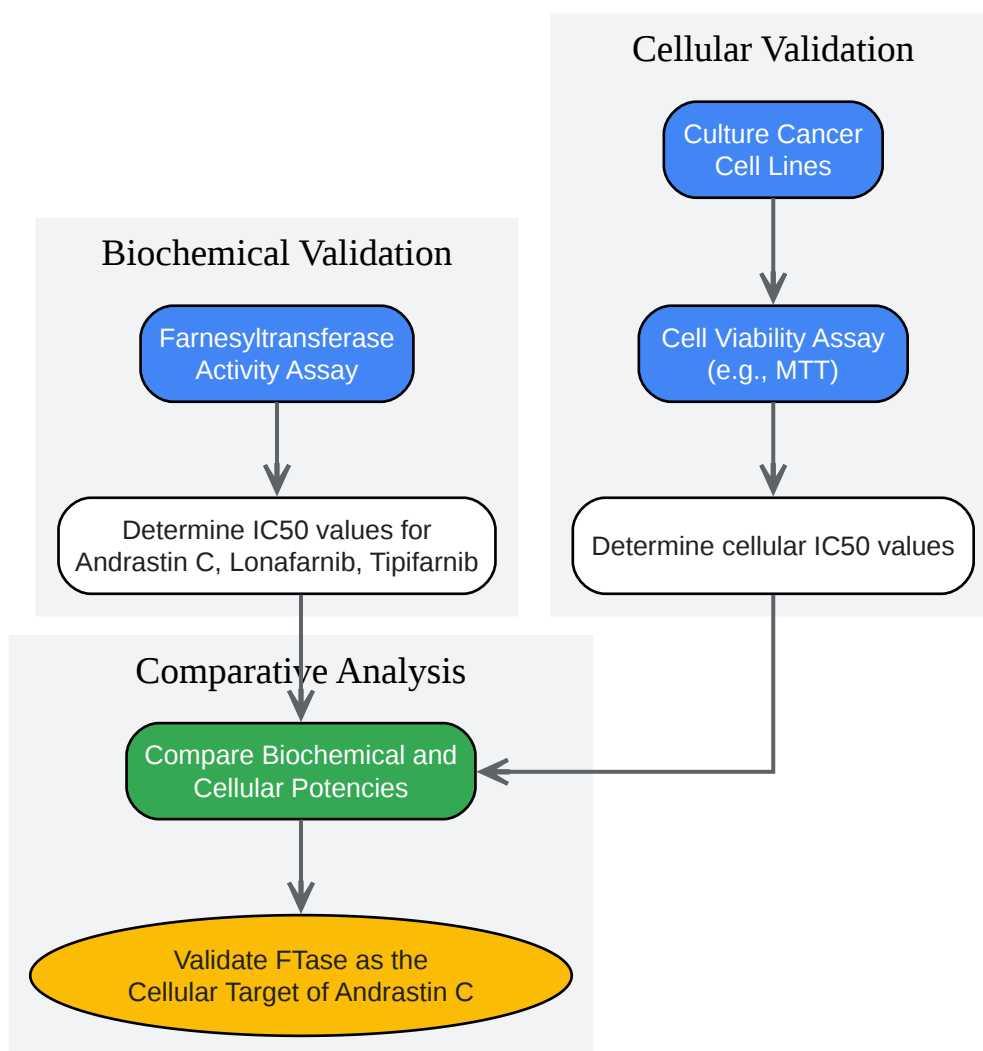 Cellular Validation
Culture Cancer
Cell Lines
Biochemical Validation
Farnesyltransferase
Activity Assay
Cell Viability Assay
(e.g., MTT)
Determine IC50 values for
Andrastin C, Lonafarnib, Tipifarnib
Determine cellular IC50 values
Comparative Analysis
Compare Biochemical and
Cellular Potencies
Validate FTase as the
Cellular Target of Andrastin C